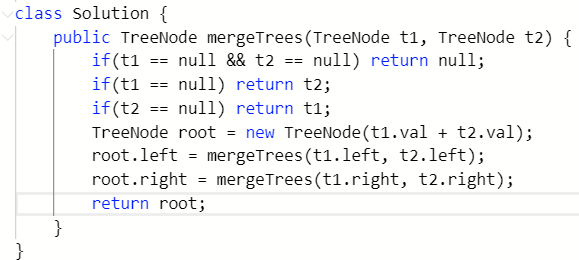 class Solution {
    public TreeNode mergeTrees(TreeNode t1, TreeNode t2) {
        if(t1 == null && t2 == null) return null;
        if(t1 == null) return t2;
        if(t2 == null) return t1;
        TreeNode root = new TreeNode(t1.val + t2.val);
        root.left = mergeTrees(t1.left, t2.left);
        root.right = mergeTrees(t1.right, t2.right);
        return root;
    }
}